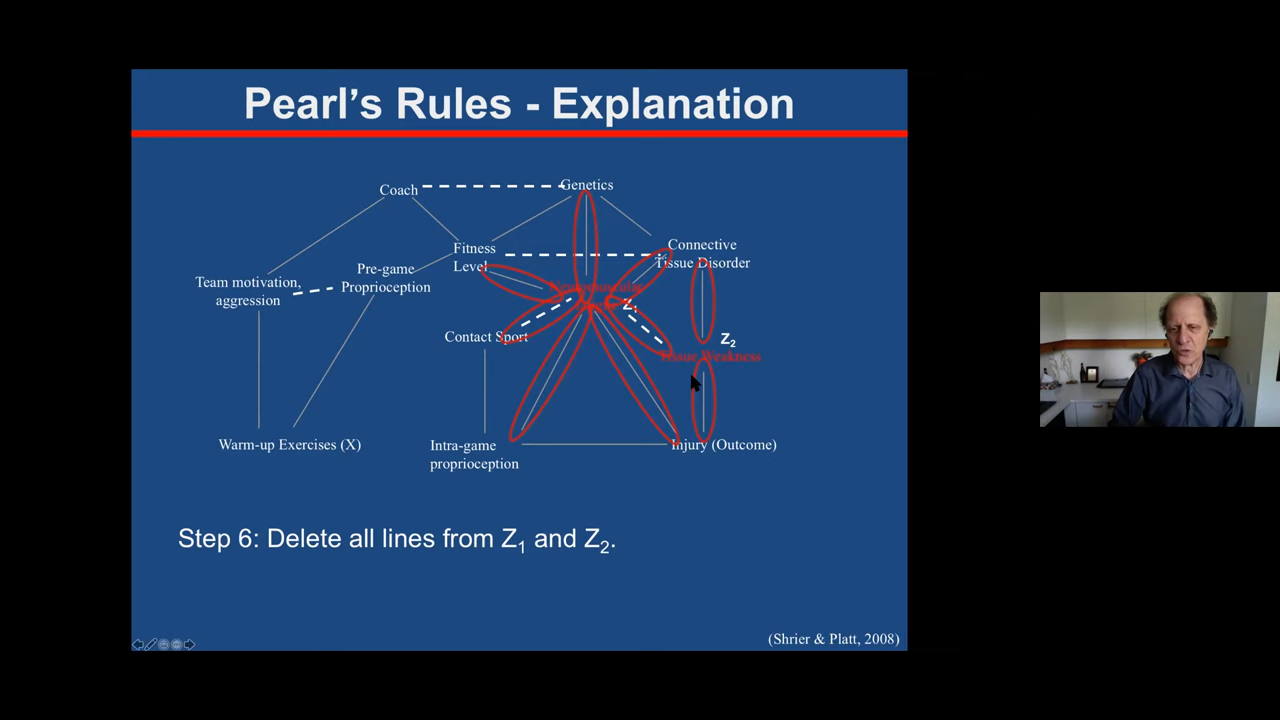 Pearl's Rules - Explanation
Coach
Genetics
Fitness
Level
Connective
Tissue Disorder
Pre-game
Proprioception
Team motivation,
aggression
Neuromuscular
Z1
Contact Sport
Z2
Tissue Weakness
Warm-up Exercises (X)
Intra-game
proprioception
Injury (Outcome)
Step 6: Delete all lines from Z1 and Z2.
(Shrier & Platt, 2008)